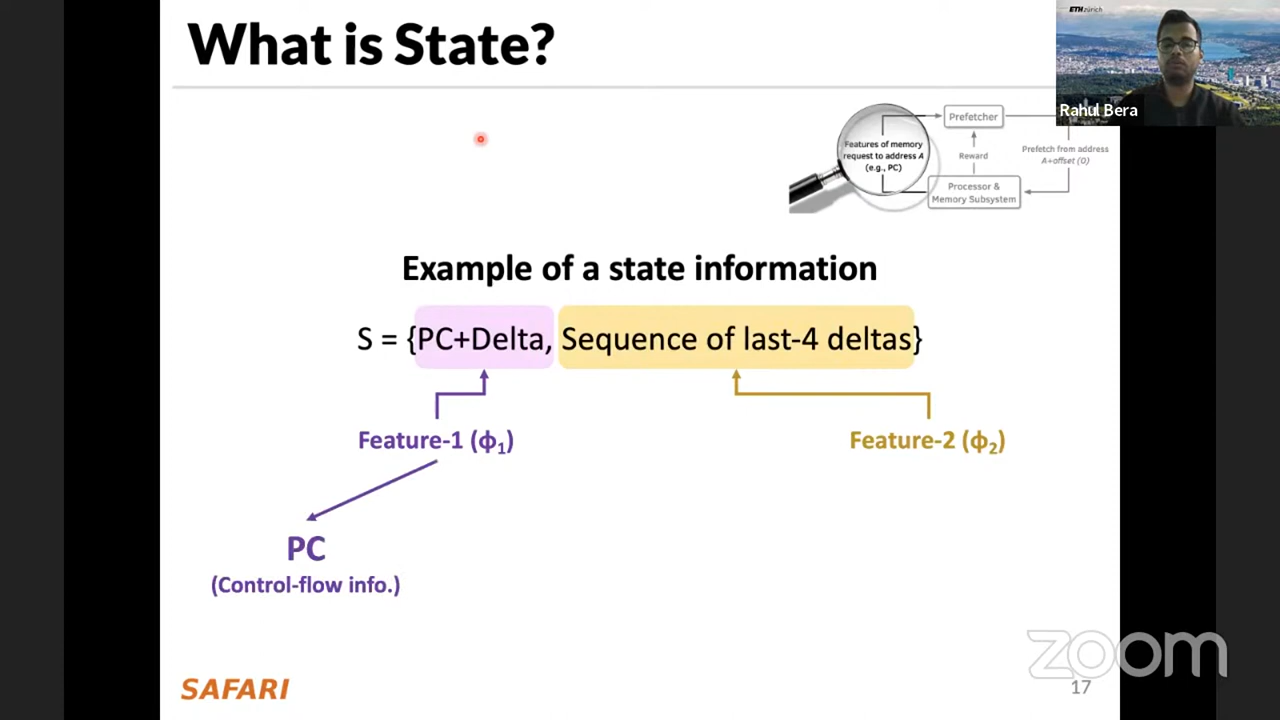 What is State?
ETH zürich
Rahul Bera
Features of memory
request to address A
(e.g., PC)
Prefetcher
Reward
Prefetch from address
A+offset (O)
Processor &
Memory Subsystem
Example of a state information
S = {PC+Delta, Sequence of last-4 deltas}
Feature-1 (ϕ1)
Feature-2 (ϕ2)
PC
(Control-flow info.)
SAFARI
zoom
17